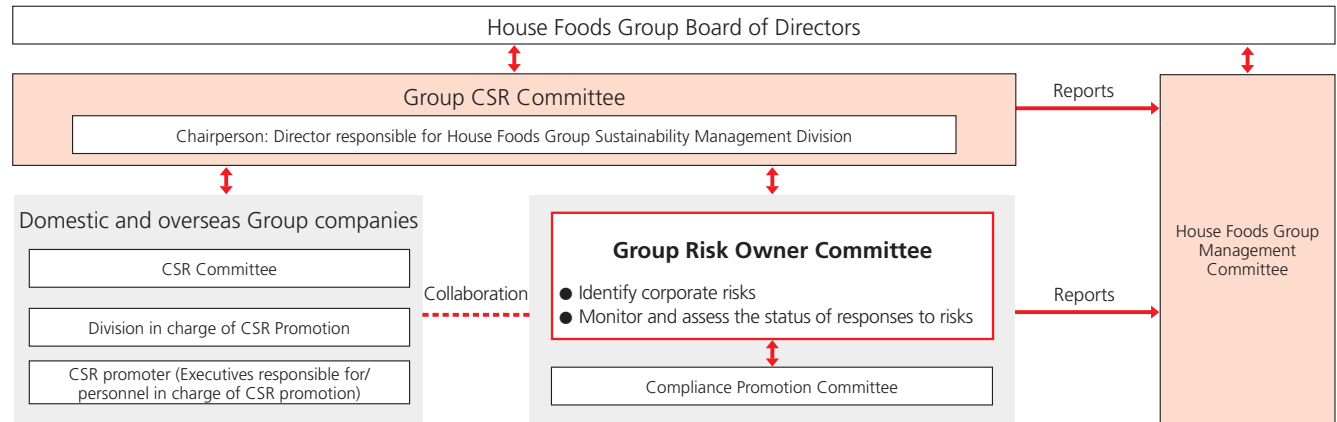 House Foods Group Board of Directors
Group CSR Committee
Chairperson: Director responsible for House Foods Group Sustainability Management Division
Reports
Domestic and overseas Group companies
CSR Committee
Division in charge of CSR Promotion
CSR promoter (Executives responsible for/
personnel in charge of CSR promotion)
Collaboration
Group Risk Owner Committee
● Identify corporate risks
● Monitor and assess the status of responses to risks
Compliance Promotion Committee
Reports
House Foods Group
Management
Committee